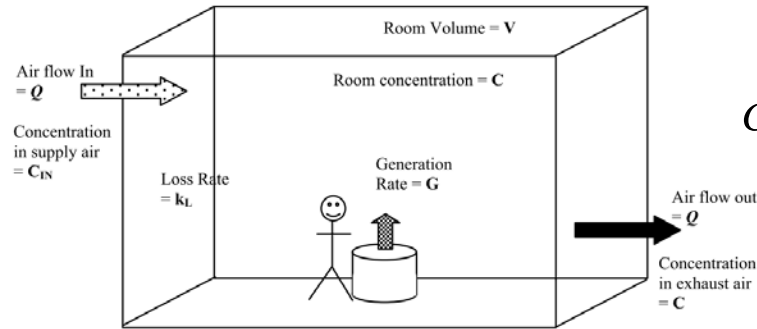 Room Volume = V
Air flow In
= Q
Room concentration = C
Concentration
in supply air
= C_IN
Loss Rate
= k_L
Generation
Rate = G
C
Air flow out
= Q
Concentration
in exhaust air
= C